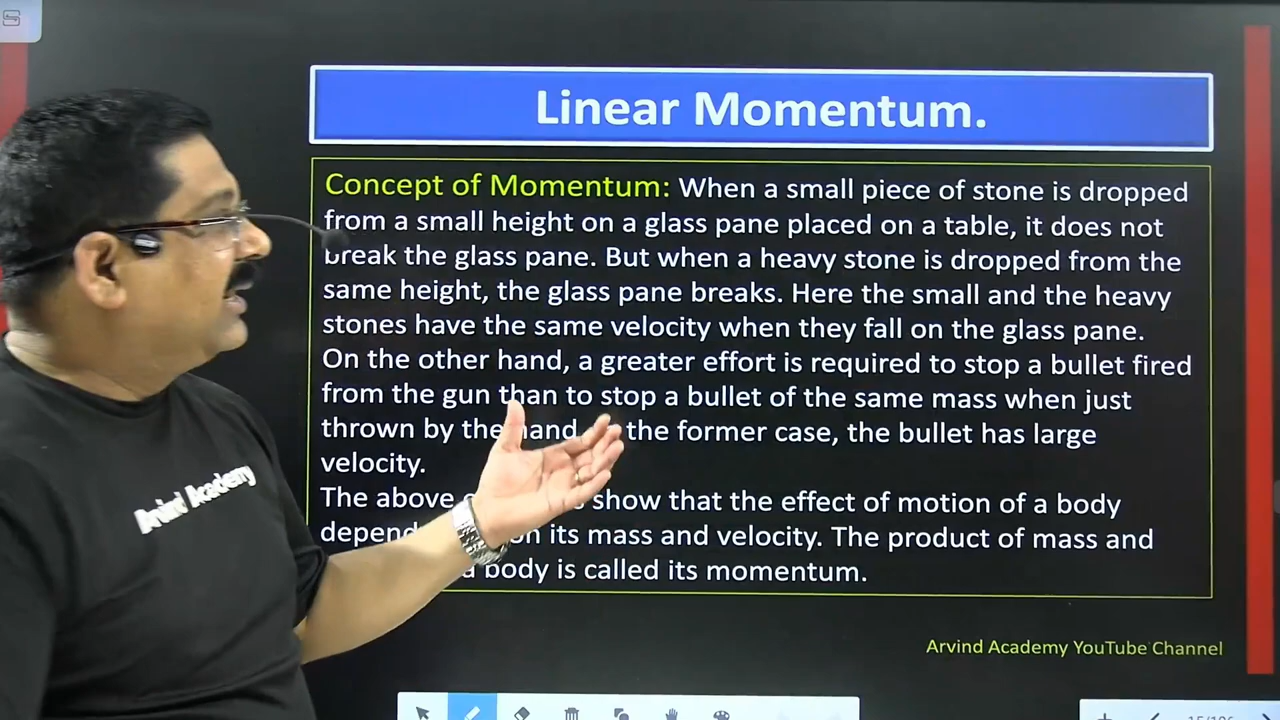 Linear Momentum.
Concept of Momentum: When a small piece of stone is dropped
from a small height on a glass pane placed on a table, it does not
break the glass pane. But when a heavy stone is dropped from the
same height, the glass pane breaks. Here the small and the heavy
stones have the same velocity when they fall on the glass pane.
On the other hand, a greater effort is required to stop a bullet fired
from the gun than to stop a bullet of the same mass when just
thrown by the hand the former case, the bullet has large
velocity.
The above show that the effect of motion of a body
its mass and velocity. The product of mass and
a body is called its momentum.
Arvind Academy
Arvind Academy YouTube Channel